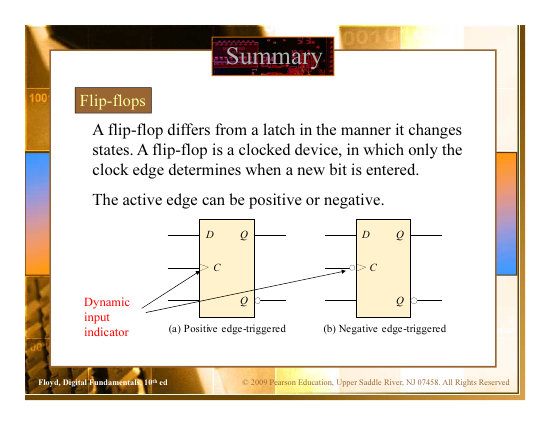 Summary
Flip-flops
A flip-flop differs from a latch in the manner it changes
states. A flip-flop is a clocked device, in which only the
clock edge determines when a new bit is entered.
The active edge can be positive or negative.
D Q D Q
C C
Q Q
Dynamic
input
indicator
(a) Positive edge-triggered (b) Negative edge-triggered
Floyd, Digital Fundamentals, 10th ed © 2009 Pearson Education, Upper Saddle River, NJ 07458. All Rights Reserved